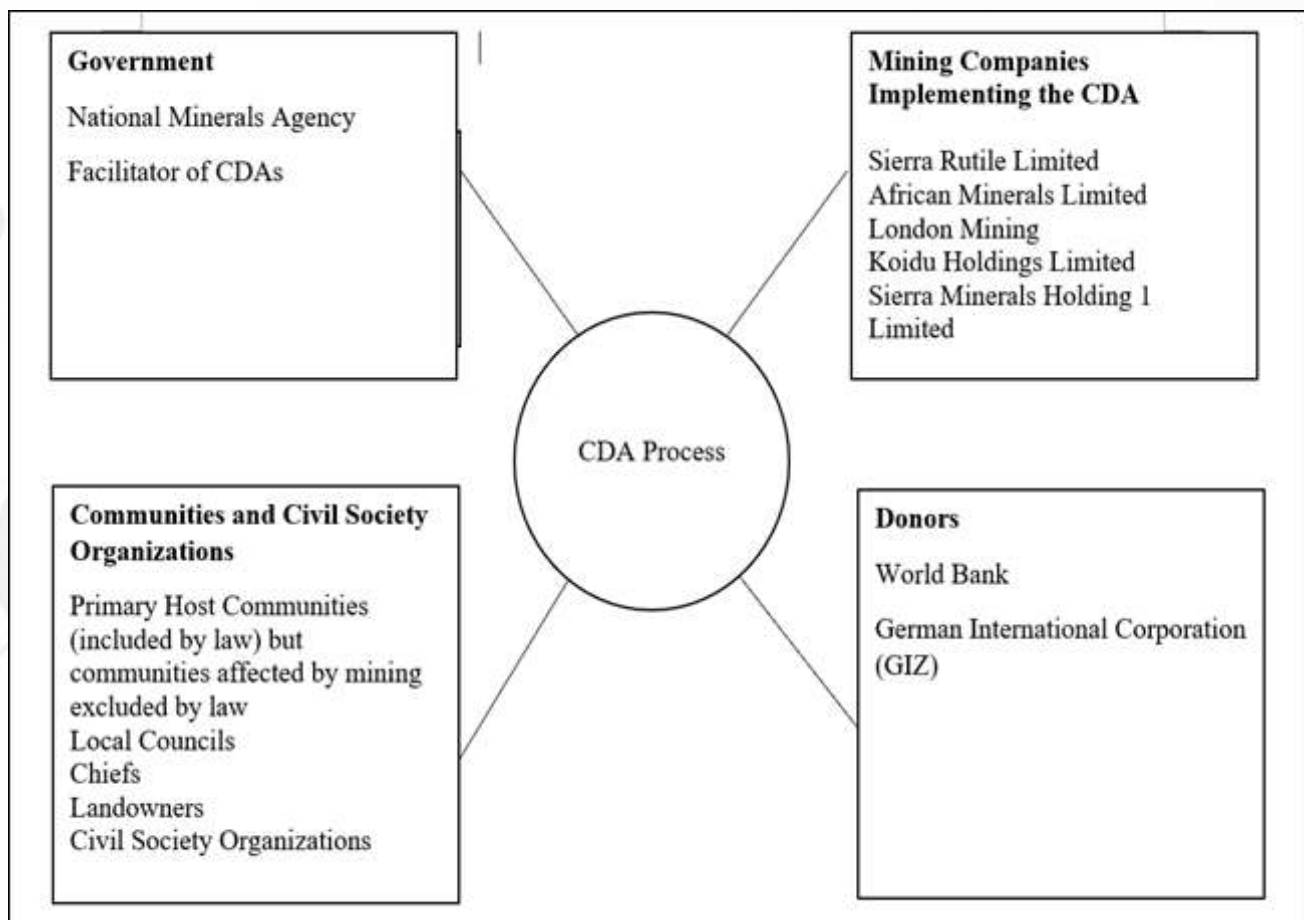 Government
National Minerals Agency
Facilitator of CDAs
Mining Companies
Implementing the CDA
Sierra Rutile Limited
African Minerals Limited
London Mining
Koidu Holdings Limited
Sierra Minerals Holding 1
Limited
CDA Process
Communities and Civil Society
Organizations
Primary Host Communities
(included by law) but
communities affected by mining
excluded by law
Local Councils
Chiefs
Landowners
Civil Society Organizations
Donors
World Bank
German International Corporation
(GIZ)